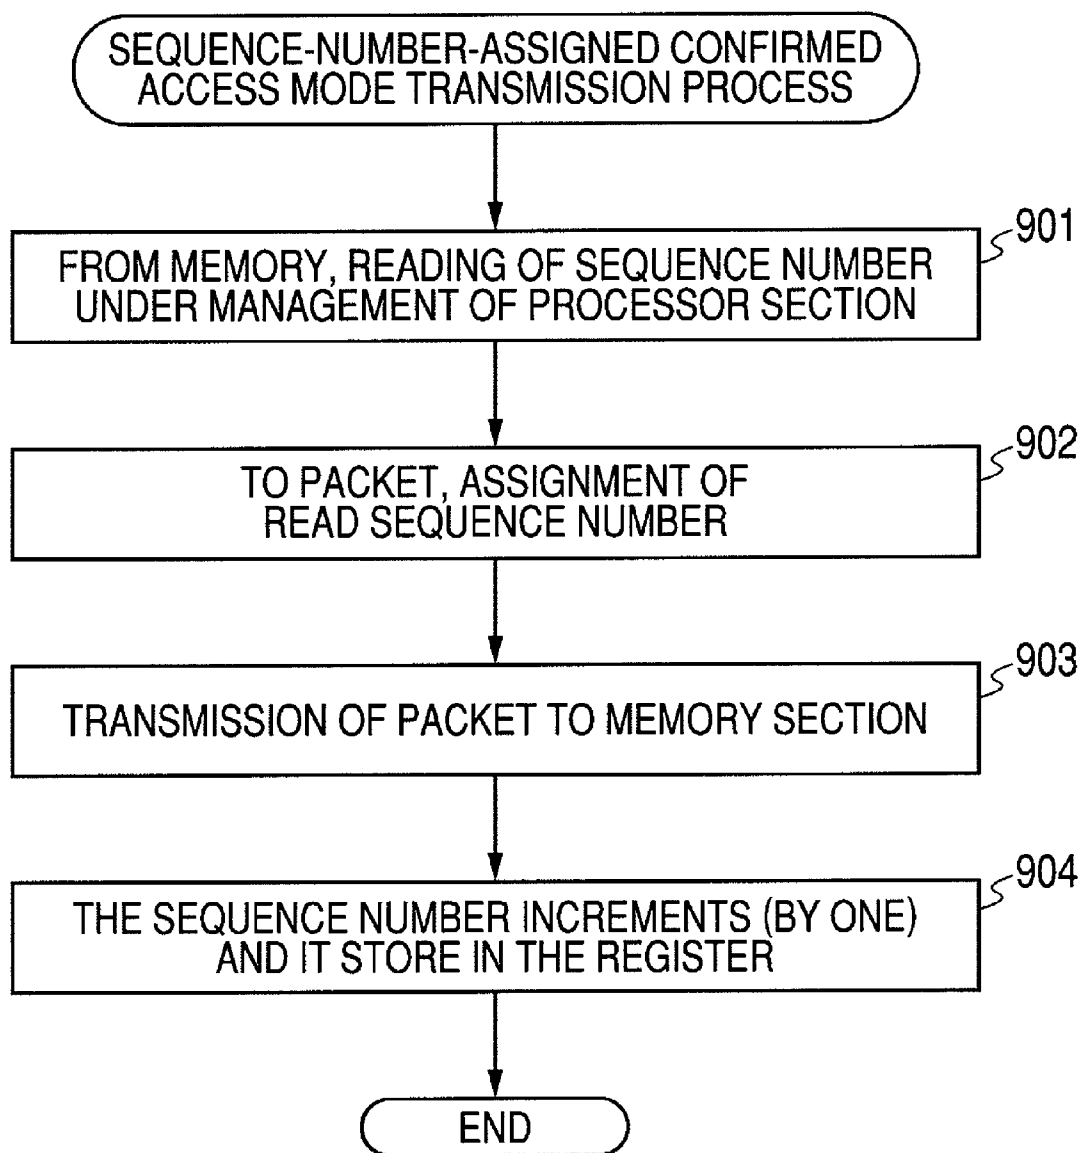 SEQUENCE-NUMBER-ASSIGNED CONFIRMED
ACCESS MODE TRANSMISSION PROCESS
901
FROM MEMORY, READING OF SEQUENCE NUMBER
UNDER MANAGEMENT OF PROCESSOR SECTION
902
TO PACKET, ASSIGNMENT OF
READ SEQUENCE NUMBER
903
TRANSMISSION OF PACKET TO MEMORY SECTION
904
THE SEQUENCE NUMBER INCREMENTS (BY ONE)
AND IT STORE IN THE REGISTER
END